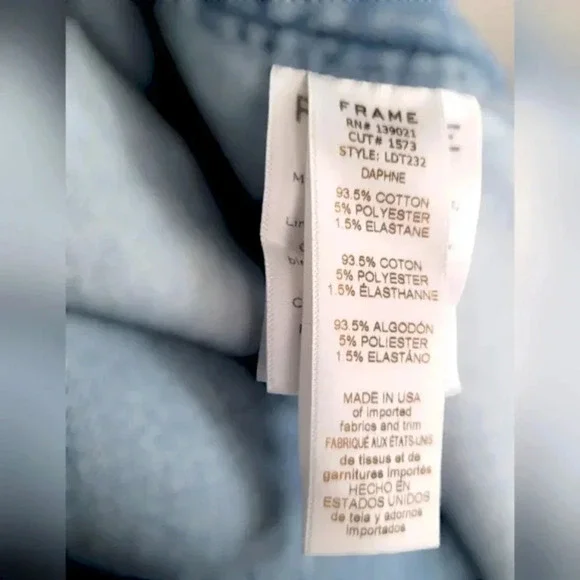 FRAME
RN# 139021
CUT# 1573
STYLE: LDT232
DAPHNE
93.5% COTTON
5% POLYESTER
1.5% ELASTANE
93.5% COTON
5% POLYESTER
1.5% ÉLASTHANNE
93.5% ALGODÓN
5% POLIESTER
1.5% ELASTÁNO
MADE IN USA
of imported
fabrics and trim
FABRIQUÉ AUX ÉTATS-UNIS
de tissus et de
garnitures importés
HECHO EN
ESTADOS UNIDOS
de tela y adornos
importados